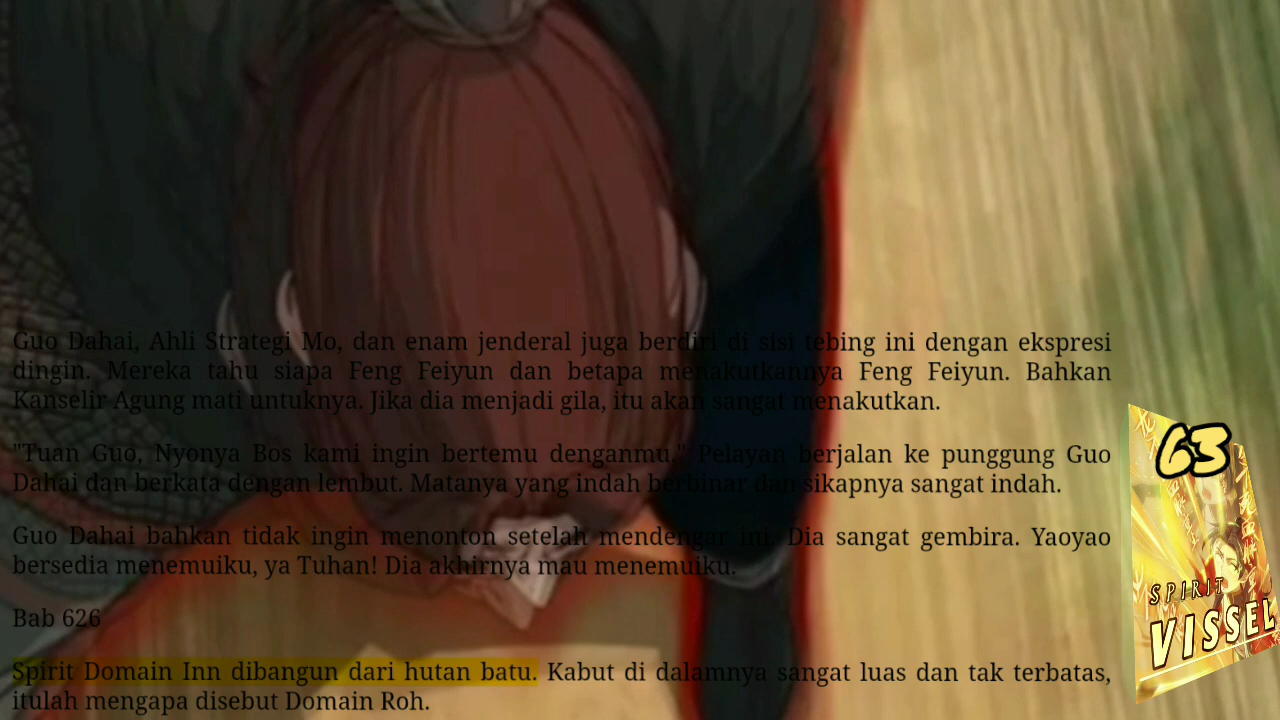 Guo Dahai, Ahli Strategi Mo, dan enam jenderal juga berdiri di sisi tebing ini dengan ekspresi
dingin. Mereka tahu siapa Feng Feiyun dan betapa menakutkannya Feng Feiyun. Bahkan
Kanselir Agung mati untuknya. Jika dia menjadi gila, itu akan sangat menakutkan.
"Tuan Guo, Nyonya Bos kami ingin bertemu denganmu." Pelayan berjalan ke punggung Guo
Dahai dan berkata dengan lembut. Matanya yang indah berbinar dan sikapnya sangat indah.
Guo Dahai bahkan tidak ingin menonton setelah mendengar ini. Dia sangat gembira. Yaoyao
bersedia menemuiku, ya Tuhan! Dia akhirnya mau menemuiku.
Bab 626
Spirit Domain Inn dibangun dari hutan batu. Kabut di dalamnya sangat luas dan tak terbatas,
itulah mengapa disebut Domain Roh.
63
SPIRIT
VISSEL